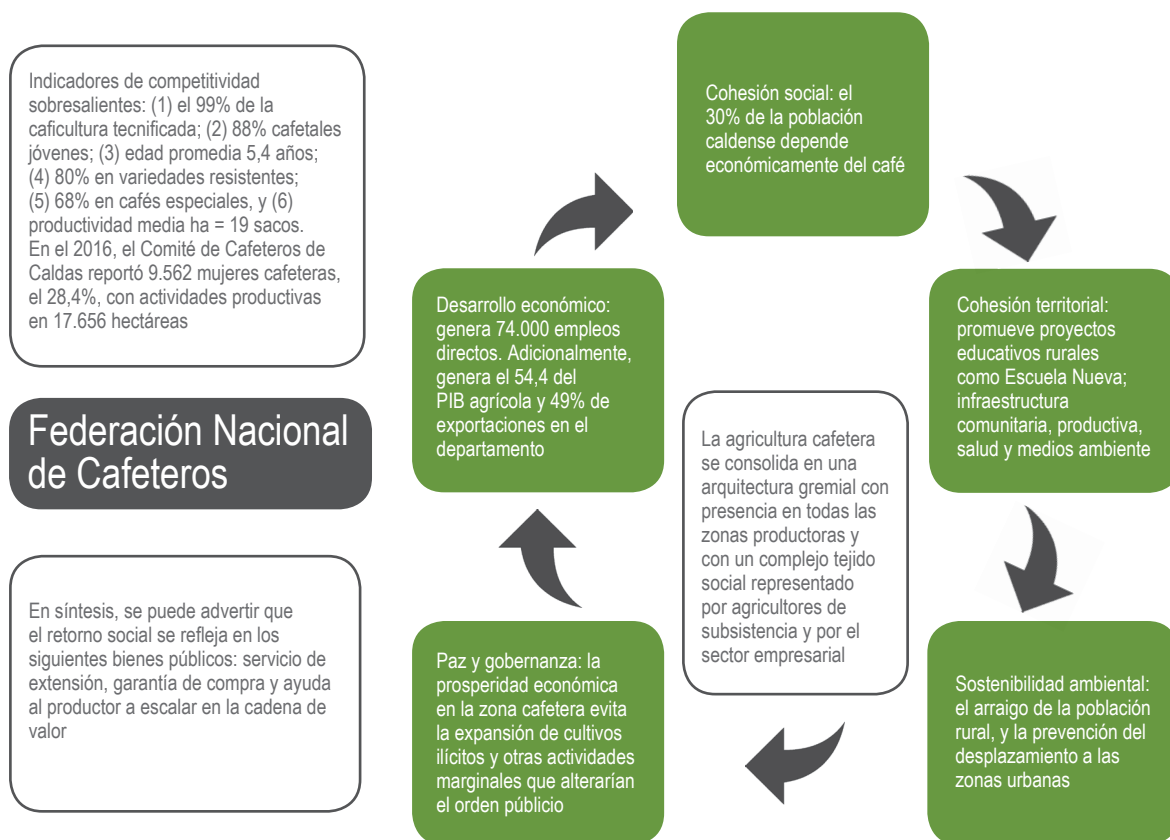 Indicadores de competitividad
sobresalientes: (1) el 99% de la
caficultura tecnificada; (2) 88% cafetales
jóvenes; (3) edad promedia 5,4 años;
(4) 80% en variedades resistentes;
(5) 68% en cafés especiales, y (6)
productividad media ha = 19 sacos.
En el 2016, el Comité de Cafeteros de
Caldas reportó 9.562 mujeres cafeteras,
el 28,4%, con actividades productivas
en 17.656 hectáreas
Federación Nacional
de Cafeteros
En síntesis, se puede advertir que
el retorno social se refleja en los
siguientes bienes públicos: servicio de
extensión, garantía de compra y ayuda
al productor a escalar en la cadena de
valor
Cohesión social: el
30% de la población
caldense depende
económicamente del café
Cohesión territorial:
promueve proyectos
educativos rurales
como Escuela Nueva;
infraestructura
comunitaria, productiva,
salud y medios ambiente
Sostenibilidad ambiental:
el arraigo de la población
rural, y la prevención del
desplazamiento a las
zonas urbanas
Paz y gobernanza: la
prosperidad económica
en la zona cafetera evita
la expansión de cultivos
ilícitos y otras actividades
marginales que alterarían
el orden públicio
Desarrollo económico:
genera 74.000 empleos
directos. Adicionalmente,
genera el 54,4 del
PIB agrícola y 49% de
exportaciones en el
departamento
La agricultura cafetera
se consolida en una
arquitectura gremial con
presencia en todas las
zonas productoras y
con un complejo tejido
social representado
por agricultores de
subsistencia y por el
sector empresarial